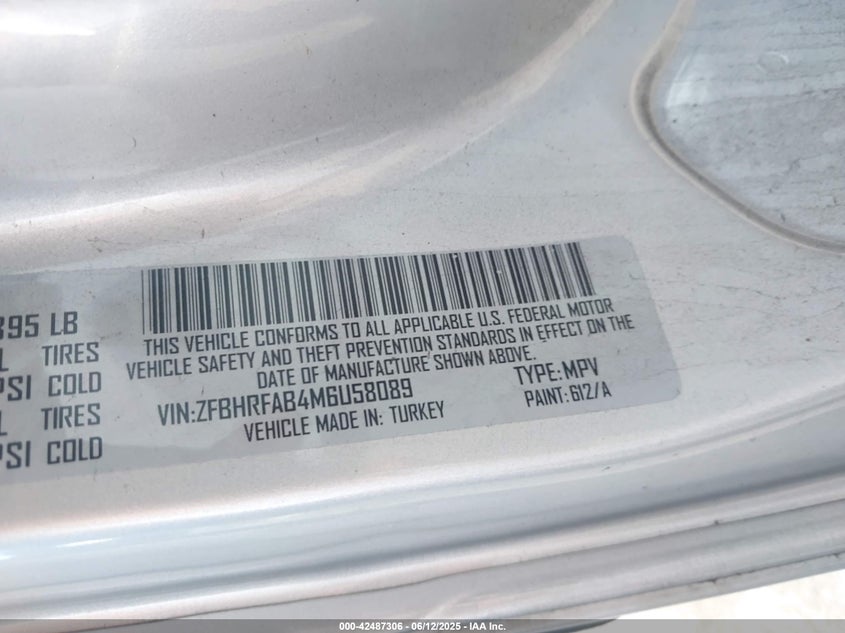 395 LB
TIRES
PSI COLD
TIRES
PSI COLD
THIS VEHICLE CONFORMS TO ALL APPLICABLE U.S. FEDERAL MOTOR
VEHICLE SAFETY AND THEFT PREVENTION STANDARDS IN EFFECT ON THE
DATE OF MANUFACTURE SHOWN ABOVE.
VIN:ZFBHRFAB4M6U58089 TYPE:MPV
VEHICLE MADE IN: TURKEY PAINT:612/A
000-42487306 - 06/12/2025 - IAA Inc.